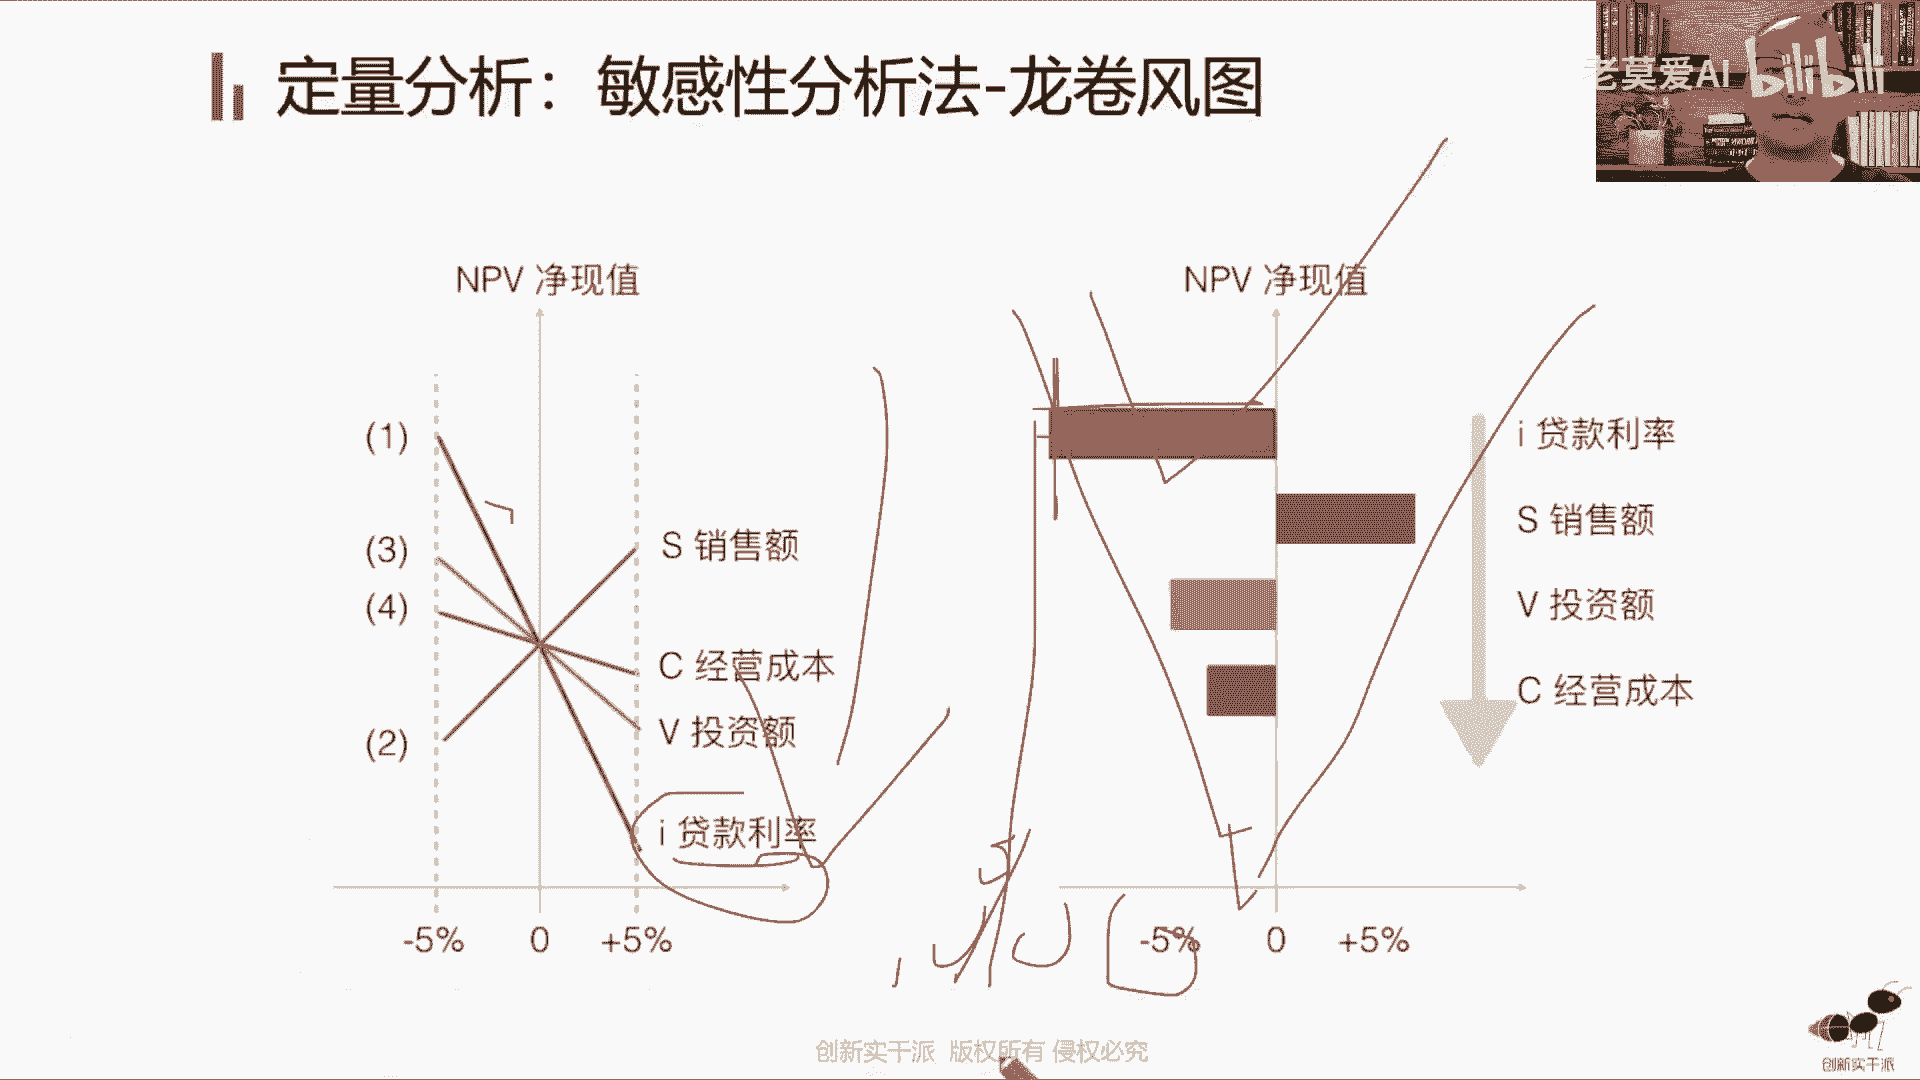 定量分析：敏感性分析法-龙卷风图
老莫爱AI bilibili
NPV 净现值
(1)
(3)
(4)
(2)
S 销售额
C 经营成本
V 投资额
i 贷款利率
-5% 0 +5%
NPV 净现值
i 贷款利率
S 销售额
V 投资额
C 经营成本
-5% 0 +5%
创新实干派 版权所有 侵权必究
创新实干派